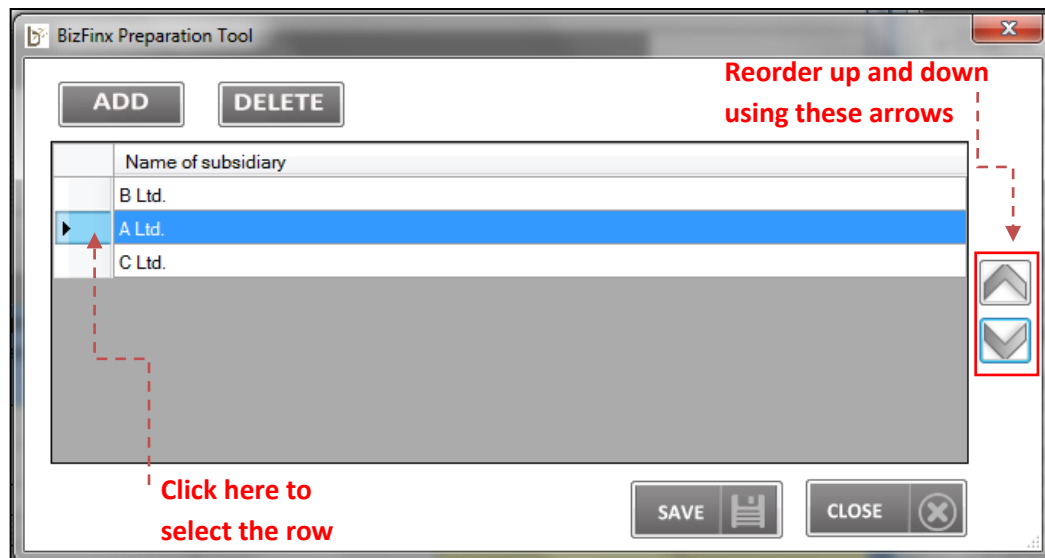 BizFinx Preparation Tool
Reorder up and down
using these arrows
ADD
DELETE
Name of subsidiary
B Ltd.
A Ltd.
C Ltd.
Click here to
select the row
SAVE
CLOSE